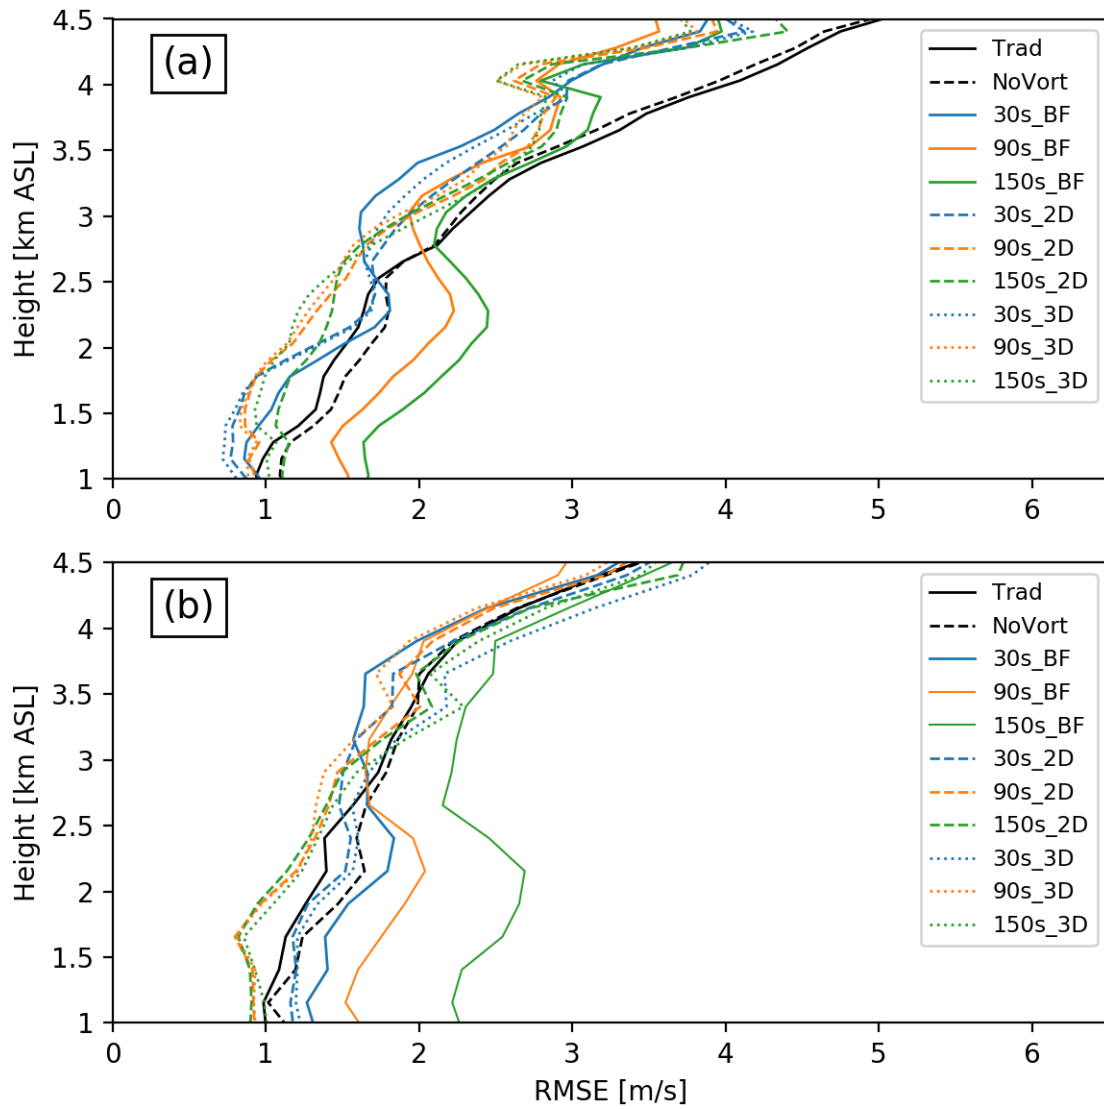 (a)
Height [km ASL]
4.5
4
3.5
3
2.5
2
1.5
1
0
1
2
3
4
5
6
Trad
NoVort
30s_BF
90s_BF
150s_BF
30s_2D
90s_2D
150s_2D
30s_3D
90s_3D
150s_3D
(b)
Height [km ASL]
4.5
4
3.5
3
2.5
2
1.5
1
0
1
2
3
4
5
6
RMSE [m/s]
Trad
NoVort
30s_BF
90s_BF
150s_BF
30s_2D
90s_2D
150s_2D
30s_3D
90s_3D
150s_3D